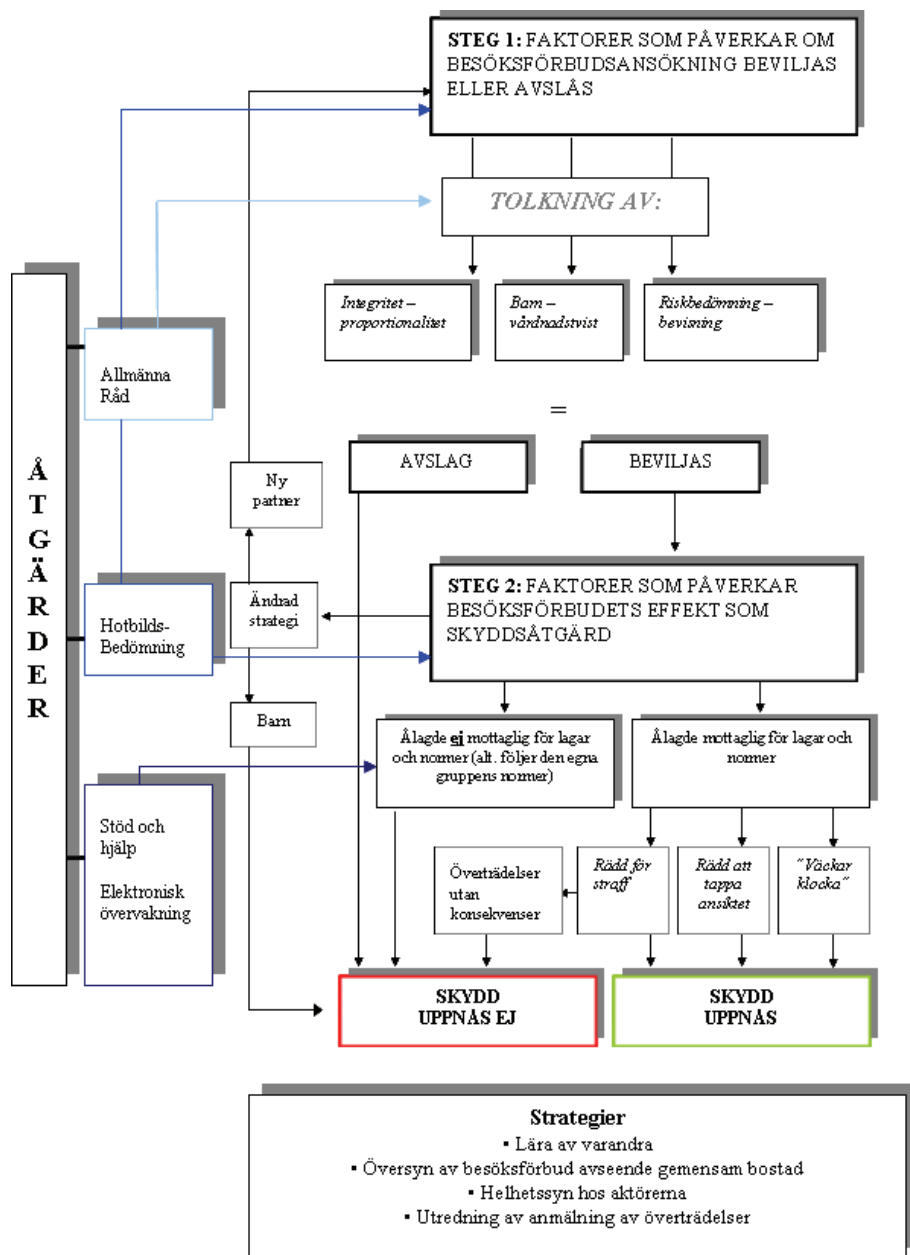 STEG 1: FAKTORER SOM PÅVERKAR OM
BESÖKSFÖRBUDSANSÖKNING BEVILJAS
ELLER AVSLÅS
TOLKNING AV:
Integritet –
proportionalitet
Barn –
vårdnadstvist
Riskbedömning –
bevisning
=
ÅTGÄRDER
Allmänna
Råd
AVSLAG
BEVILJAS
Ny
partner
STEG 2: FAKTORER SOM PÅVERKAR
BESÖKSFÖRBUDETS EFFEKT SOM
SKYDDSÅTGÄRD
Ändrad
strategi
Hotbilds-
Bedömning
Barn
Ålagde ej mottaglig för lagar
och normer (alt. följer den egna
gruppens normer)
Ålagde mottaglig för lagar och
normer
Stöd och
hjälp
Elektronisk
övervakning
Överträdelser
utan
konsekvenser
Rädd för
straff
Rädd att
tappa
ansiktet
"Väckar
klocka"
SKYDD
UPPNÅS EJ
SKYDD
UPPNÅS
Strategier
▪ Lära av varandra
▪ Översyn av besöksförbud avseende gemensam bostad
▪ Helhetssyn hos aktörerna
▪ Utredning av anmälning av överträdelser